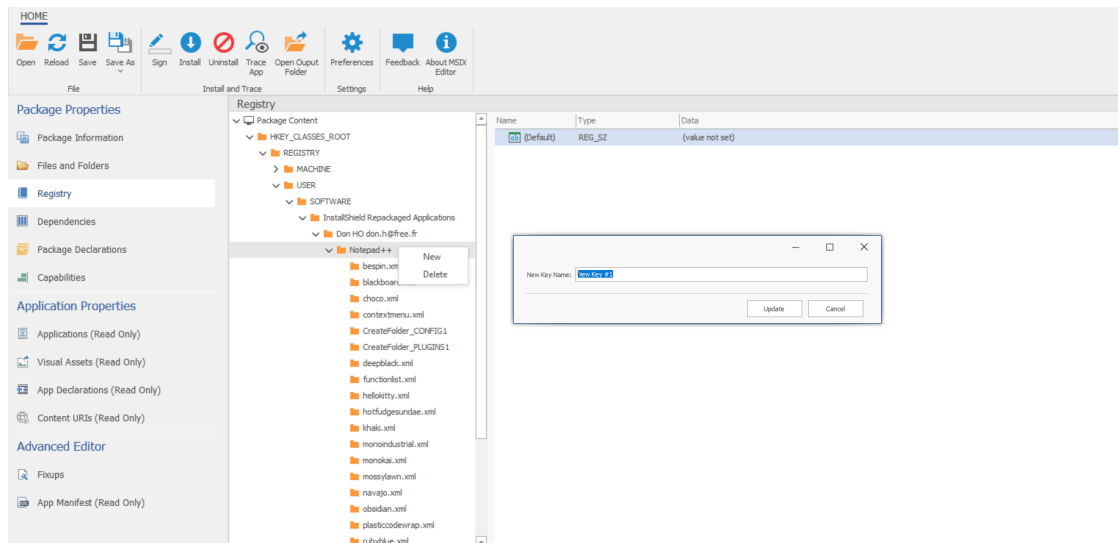 HOME
Open Reload Save Save As Sign Install Uninstall Trace App Open Ouput Folder Preferences Feedback About MSIX Editor
File Install and Trace Settings Help
Package Properties
Package Information
Files and Folders
Registry
Dependencies
Package Declarations
Capabilities
Application Properties
Applications (Read Only)
Visual Assets (Read Only)
App Declarations (Read Only)
Content URIs (Read Only)
Advanced Editor
Fixups
App Manifest (Read Only)
Registry
Package Content
HKEY_CLASSES_ROOT
REGISTRY
MACHINE
USER
SOFTWARE
InstallShield Repackaged Applications
Don HO don.h@free.fr
Notepad++
bespin.xm
blackboar
choco.xml
contextmenu.xml
CreateFolder_CONFIG1
CreateFolder_PLUGINS1
deepblack.xml
functionlist.xml
hellokitty.xml
hotfudgesundae.xml
khaki.xml
monoindustrial.xml
monokai.xml
mossylawn.xml
navajo.xml
obsidian.xml
plasticcodewrap.xml
rubyblue.xml
New
Delete
Name Type Data
ab (Default) REG_SZ (value not set)
New Key Name: New Key #1
Update Cancel